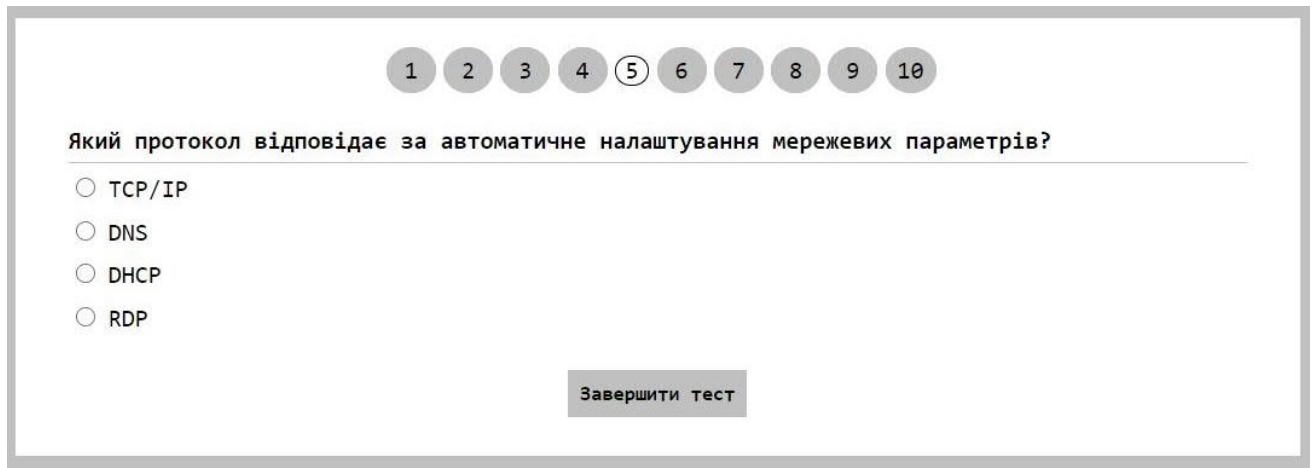 1 2 3 4 5 6 7 8 9 10
Який протокол відповідає за автоматичне налаштування мережевих параметрів?
TCP/IP
DNS
DHCP
RDP
Завершити тест